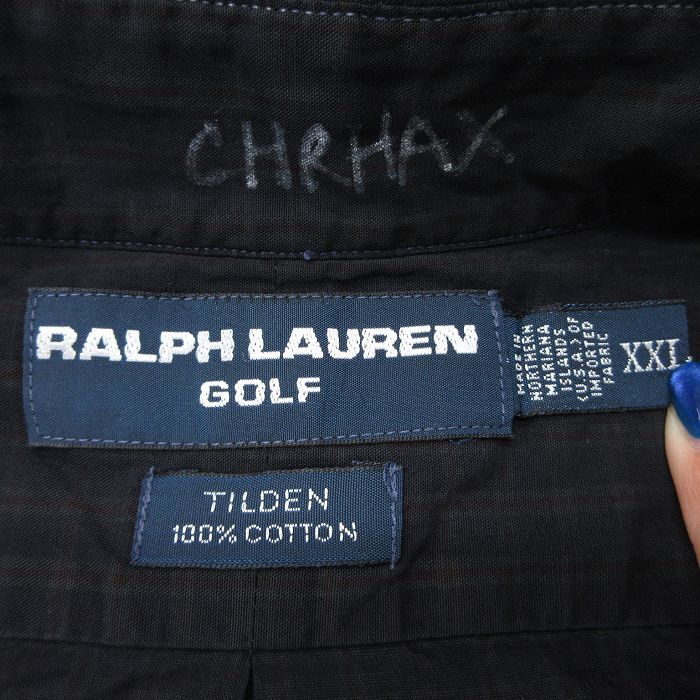 CHRHAX
RALPH LAUREN
GOLF
MADE IN
NORTHERN
MARIANA
ISLANDS
(U.S.A.) OF
IMPORTED
FABRIC
XXL
TILDEN
100% COTTON